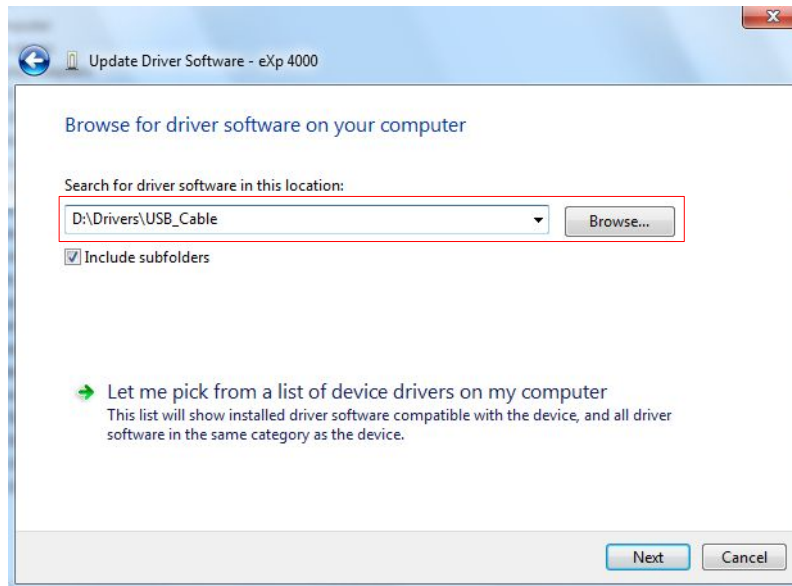 Update Driver Software - eXp 4000
Browse for driver software on your computer
Search for driver software in this location:
D:\Drivers\USB_Cable
Browse...
Include subfolders
Let me pick from a list of device drivers on my computer
This list will show installed driver software compatible with the device, and all driver
software in the same category as the device.
Next
Cancel